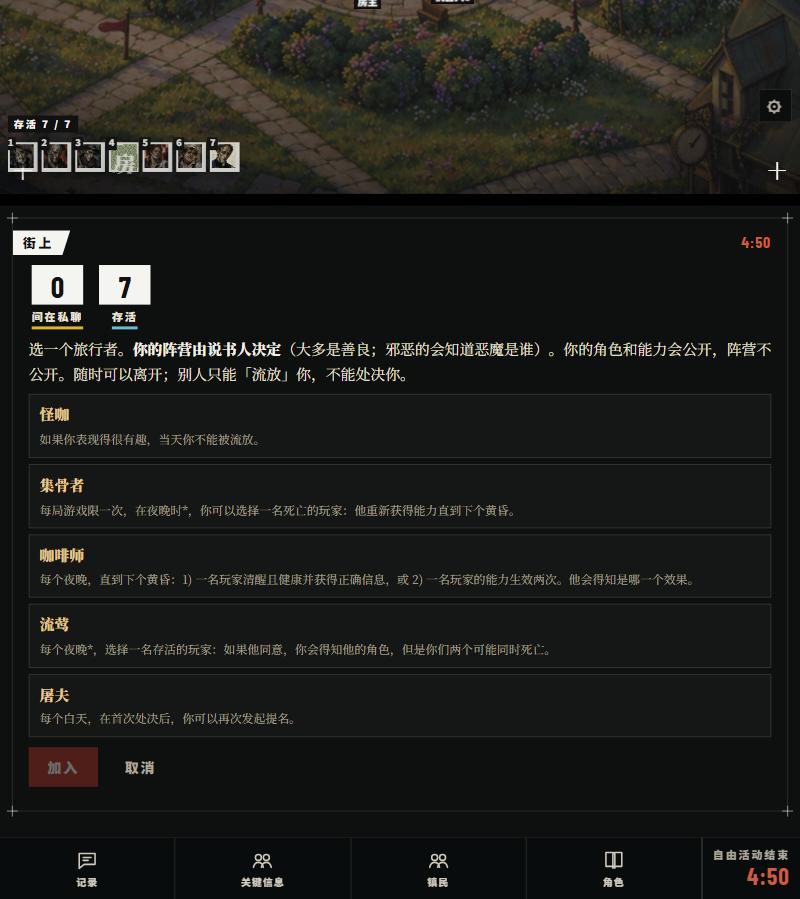 房主
存活 7 / 7
1 2 3 4 5 6 7
房
街上
4:50
0 7
间在私聊 存活
选一个旅行者。你的阵营由说书人决定（大多是善良；邪恶的会知道恶魔是谁）。你的角色和能力会公开，阵营不
公开。随时可以离开；别人只能「流放」你，不能处决你。
怪咖
如果你表现得很有趣，当天你不能被流放。
集骨者
每局游戏限一次，在夜晚时*，你可以选择一名死亡的玩家：他重新获得能力直到下个黄昏。
咖啡师
每个夜晚，直到下个黄昏：1) 一名玩家清醒且健康并获得正确信息，或 2) 一名玩家的能力生效两次。他会得知是哪一个效果。
流莺
每个夜晚*，选择一名存活的玩家：如果他同意，你会得知他的角色，但是你们两个可能同时死亡。
屠夫
每个白天，在首次处决后，你可以再次发起提名。
加入 取消
记录 关键信息 镇民 角色
自由活动结束
4:50